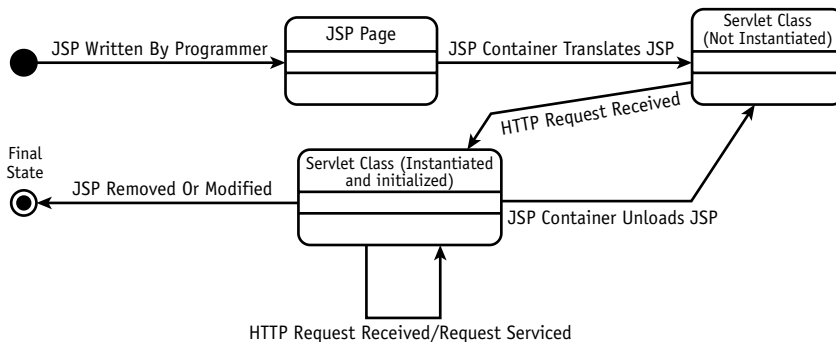 JSP Written By Programmer
JSP Page
JSP Container Translates JSP
Servlet Class
(Not Instantiated)
HTTP Request Received
Final
State
JSP Removed Or Modified
Servlet Class (Instantiated
and initialized)
JSP Container Unloads JSP
HTTP Request Received/Request Serviced